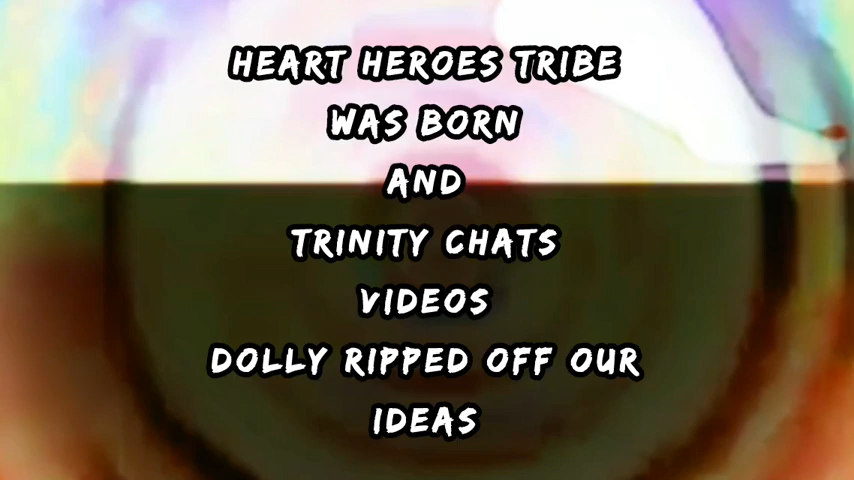 HEART HEROES TRIBE
WAS BORN
AND
TRINITY CHATS
VIDEOS
DOLLY RIPPED OFF OUR
IDEAS